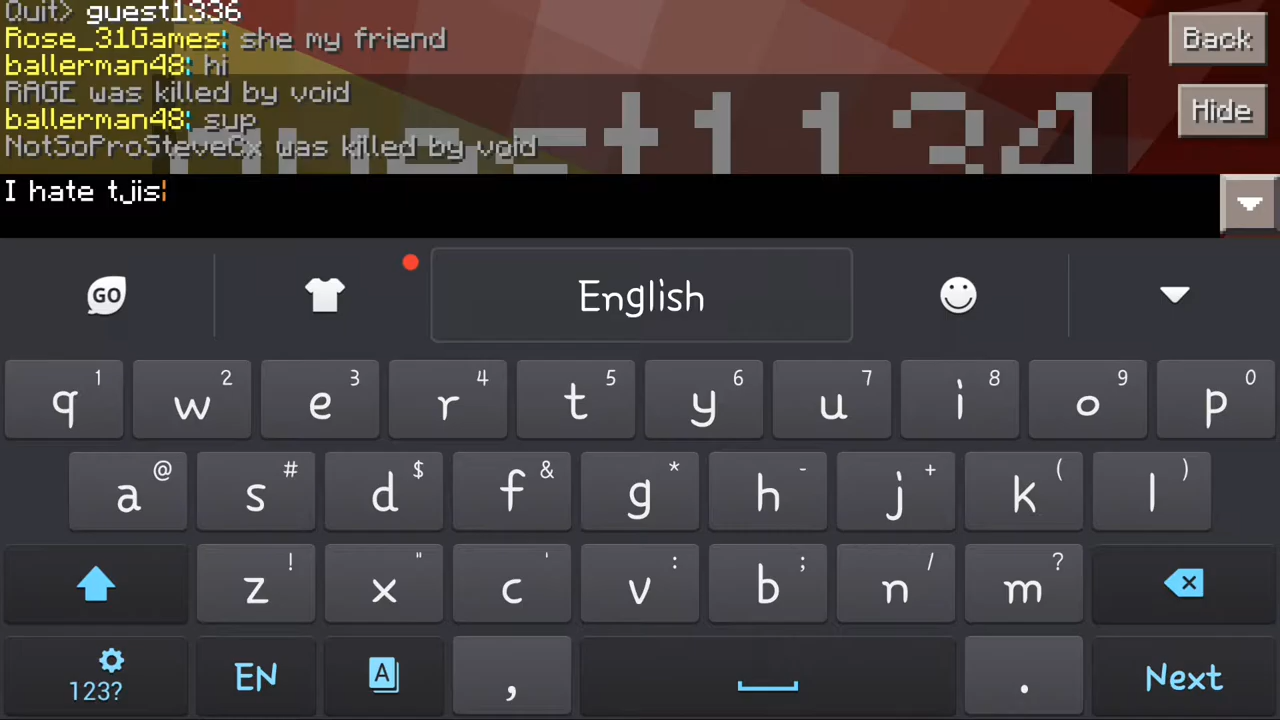 Quit> guest1336
Rose_31Games: she my friend
ballerman48: hi
RAGE was killed by void
ballerman48: sup
NotSoProSteveCx was killed by void
Back
Hide
I hate tjis
GO
English
q 1 w 2 e 3 r 4 t 5 y 6 u 7 i 8 o 9 p 0
a @ s # d $ f & g * h - j + k ( l )
z ! x " c ' v : b ; n / m ?
123? EN A , . Next